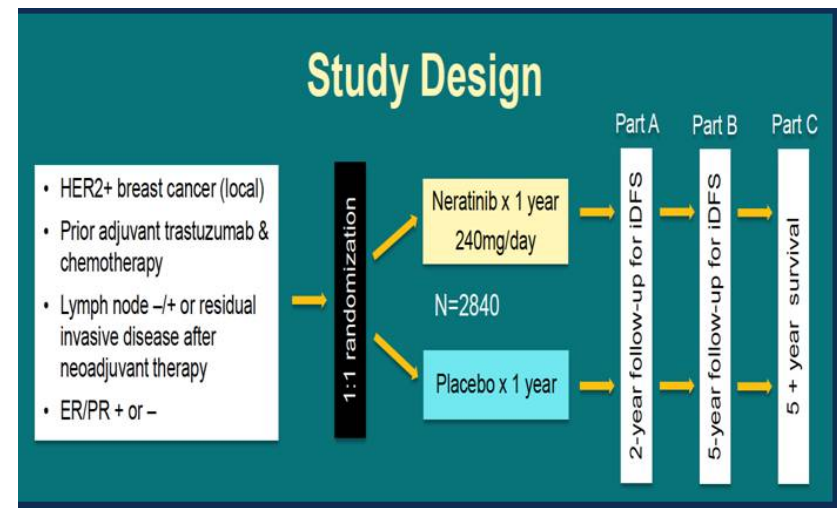 Study Design
Part A
Part B
Part C
• HER2+ breast cancer (local)
• Prior adjuvant trastuzumab &
chemotherapy
• Lymph node –/+ or residual
invasive disease after
neoadjuvant therapy
• ER/PR + or –
1:1 randomization
Neratinib x 1 year
240mg/day
N=2840
Placebo x 1 year
2-year follow-up for iDFS
5-year follow-up for iDFS
5 + year survival